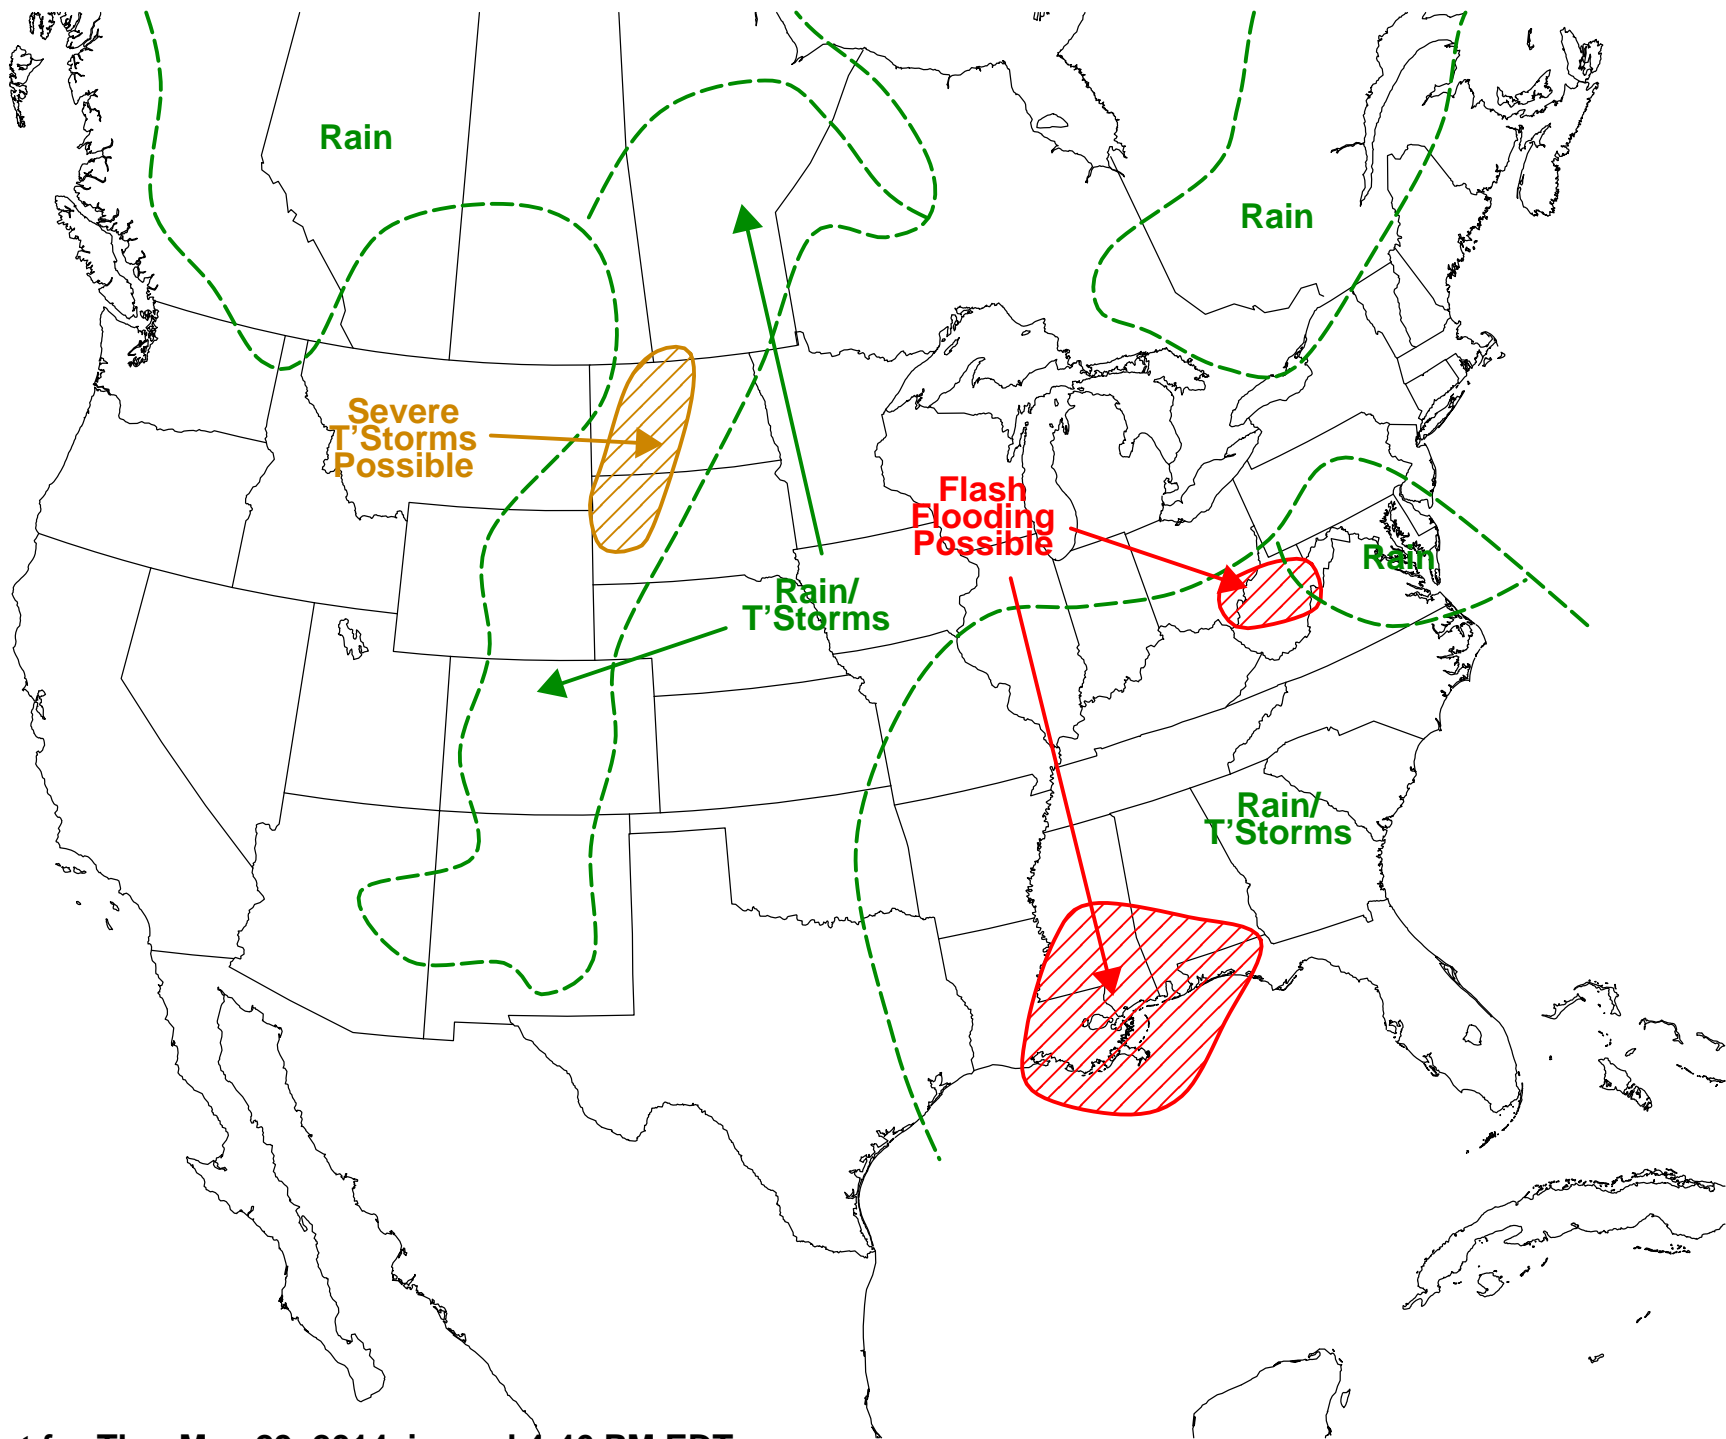 Rain
Rain
Severe
T'Storms
Possible
Flash
Flooding
Possible
Rain
Rain/
T'Storms
Rain/
T'Storms